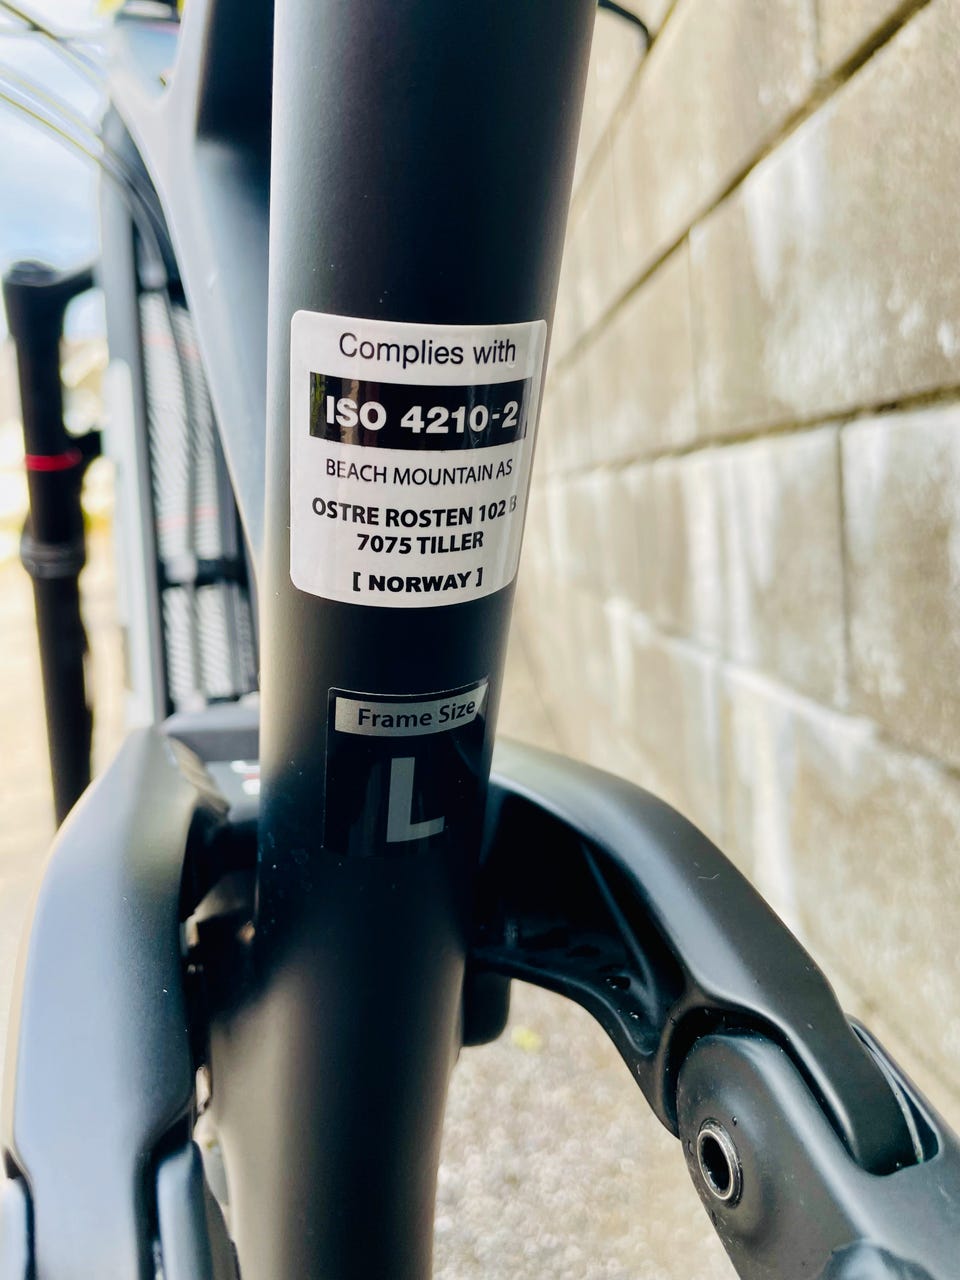 Complies with
ISO 4210-2
BEACH MOUNTAIN AS
OSTRE ROSTEN 102 B
7075 TILLER
[ NORWAY ]
Frame Size
L